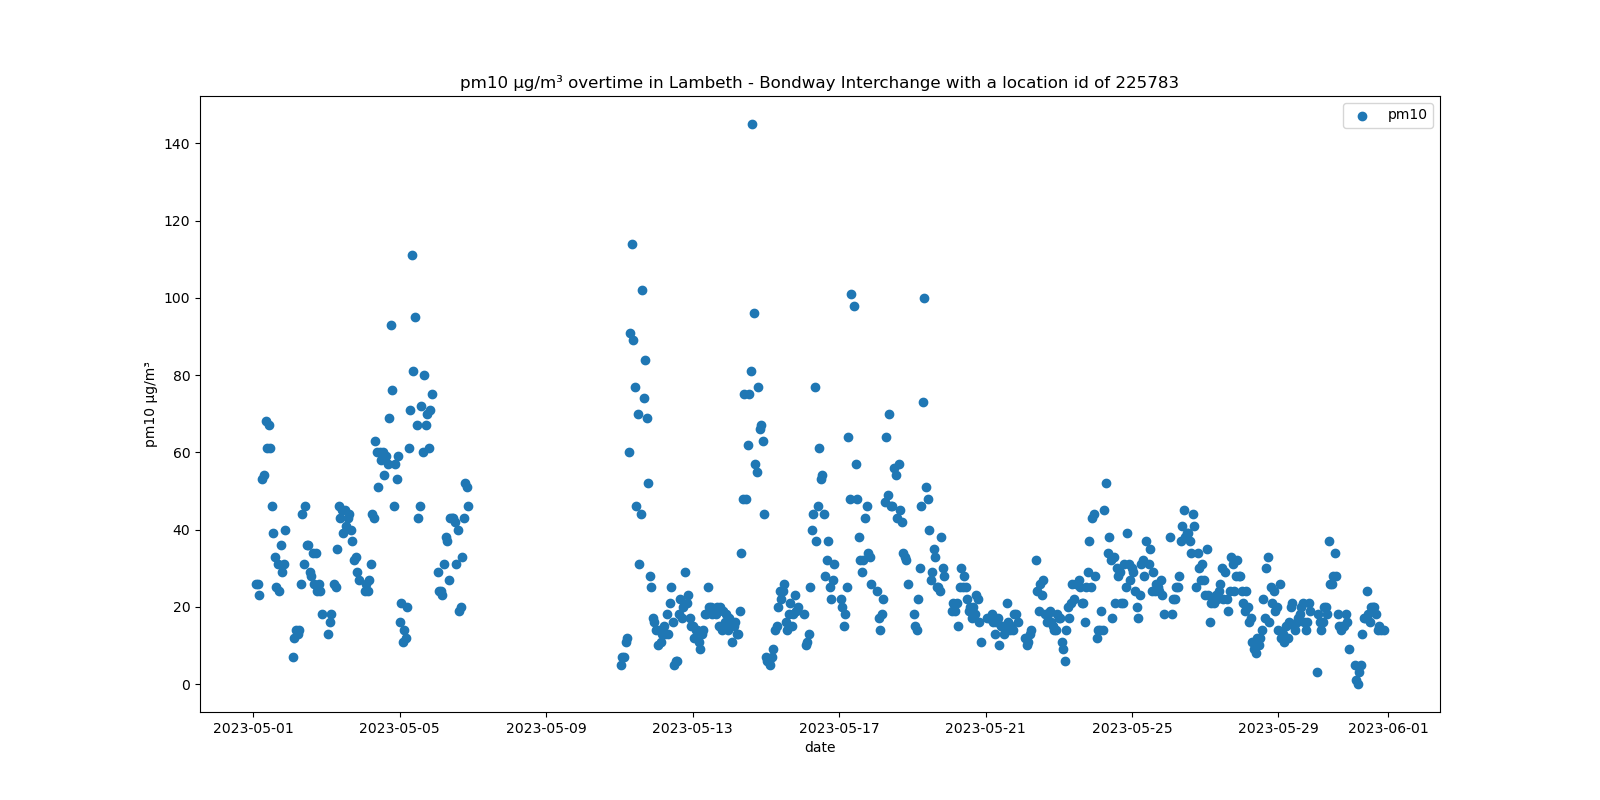 pm10 μg/m³ overtime in Lambeth - Bondway Interchange with a location id of 225783
pm10
140
120
100
80
60
40
20
0
pm10 μg/m³
2023-05-01 2023-05-05 2023-05-09 2023-05-13 2023-05-17 2023-05-21 2023-05-25 2023-05-29 2023-06-01
date